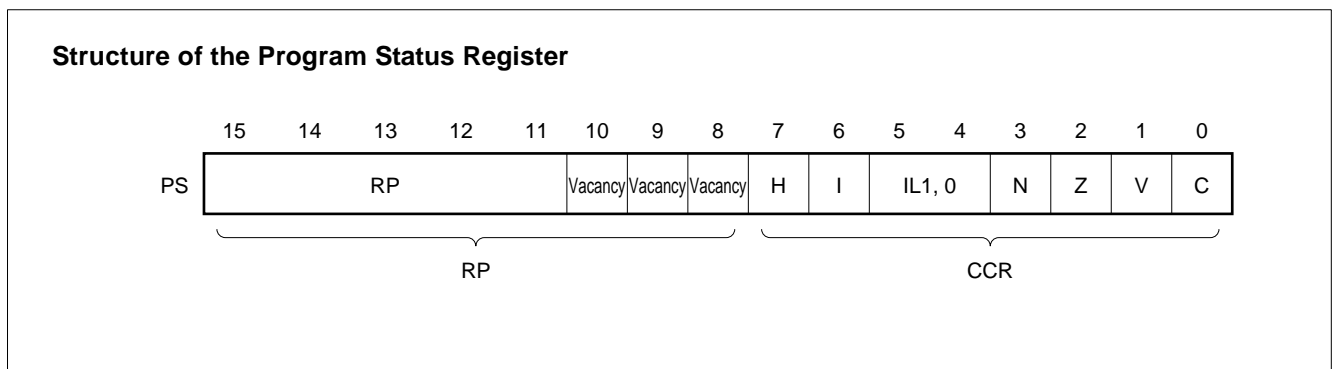 Structure of the Program Status Register
15 14 13 12 11 10 9 8 7 6 5 4 3 2 1 0
PS RP Vacancy Vacancy Vacancy H I IL1, 0 N Z V C
RP CCR